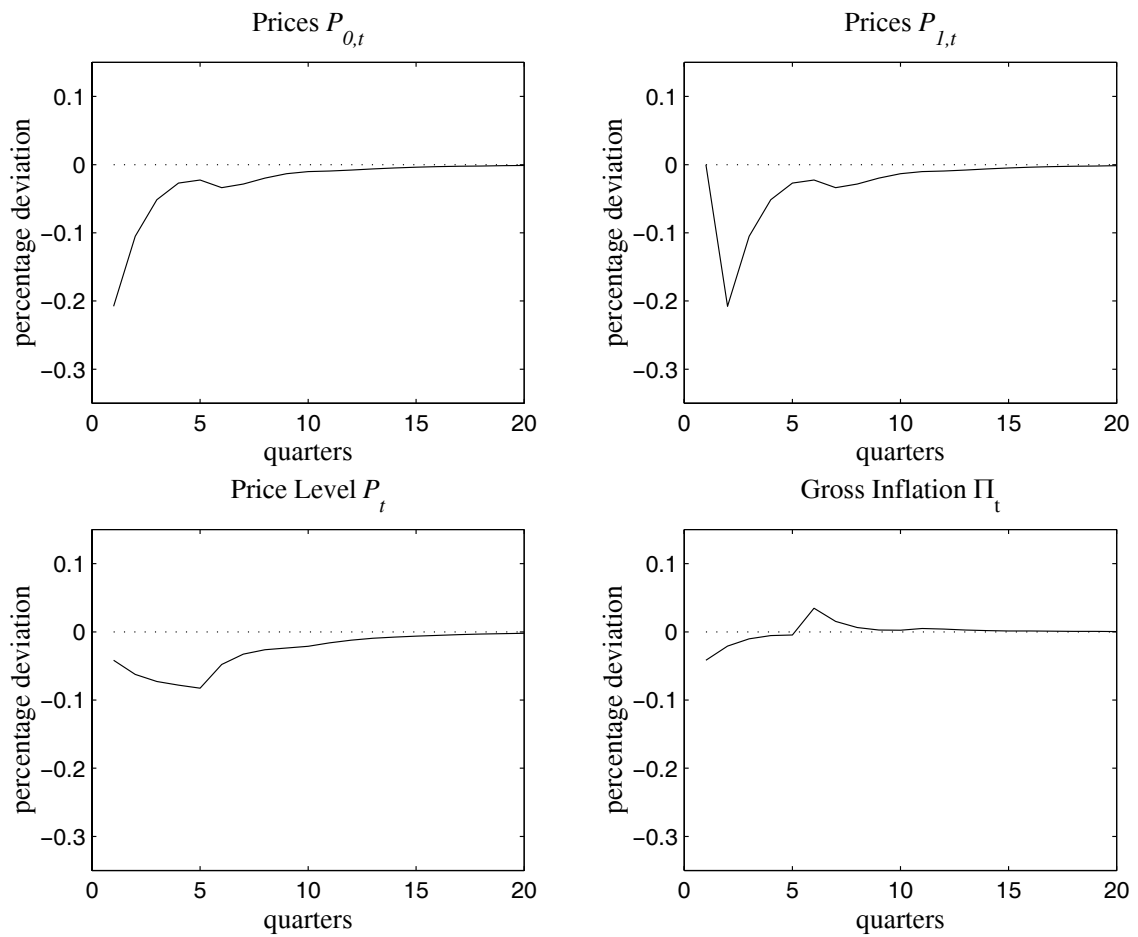 Prices P0,t
percentage deviation
0.1
0
−0.1
−0.2
−0.3
0 5 10 15 20
quarters
Prices P1,t
percentage deviation
0.1
0
−0.1
−0.2
−0.3
0 5 10 15 20
quarters
Price Level Pt
percentage deviation
0.1
0
−0.1
−0.2
−0.3
0 5 10 15 20
quarters
Gross Inflation Πt
percentage deviation
0.1
0
−0.1
−0.2
−0.3
0 5 10 15 20
quarters